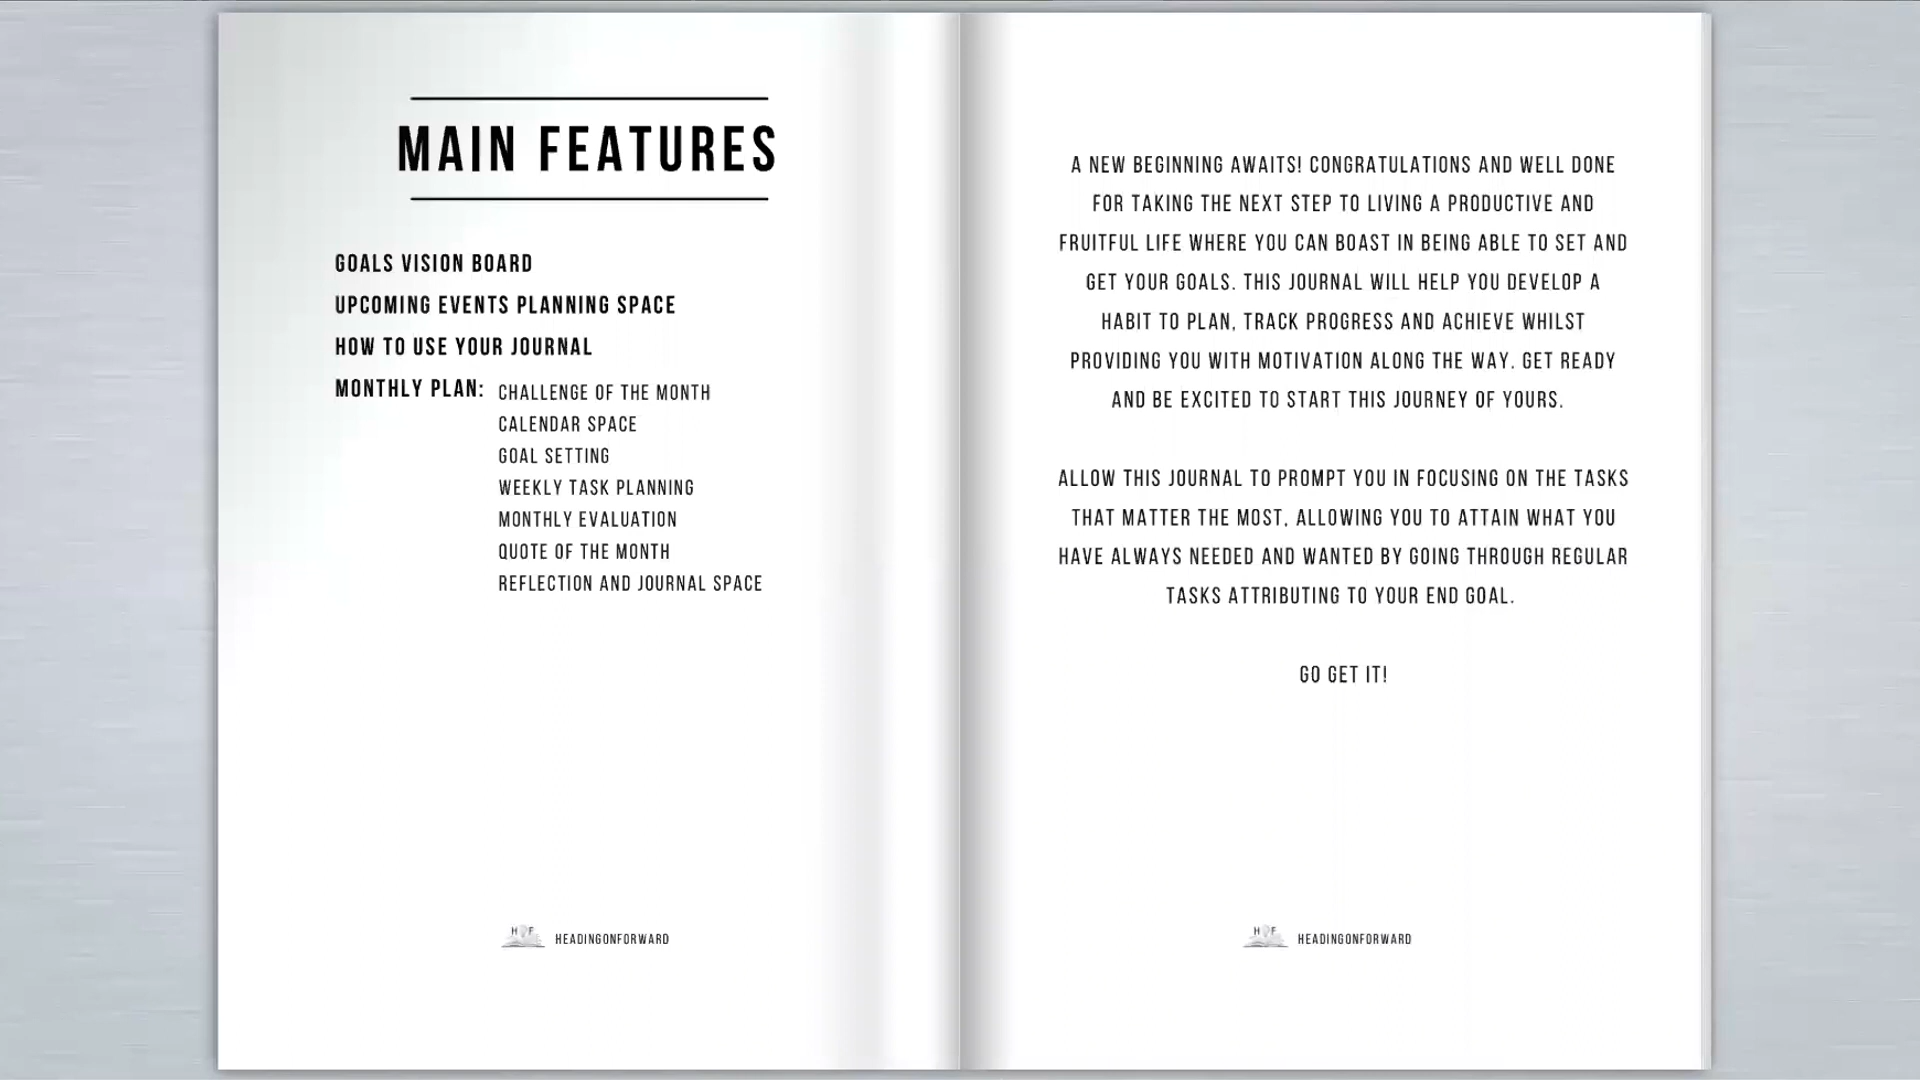 MAIN FEATURES
GOALS VISION BOARD
UPCOMING EVENTS PLANNING SPACE
HOW TO USE YOUR JOURNAL
MONTHLY PLAN: CHALLENGE OF THE MONTH
CALENDAR SPACE
GOAL SETTING
WEEKLY TASK PLANNING
MONTHLY EVALUATION
QUOTE OF THE MONTH
REFLECTION AND JOURNAL SPACE
HF HEADINGONFORWARD
A NEW BEGINNING AWAITS! CONGRATULATIONS AND WELL DONE
FOR TAKING THE NEXT STEP TO LIVING A PRODUCTIVE AND
FRUITFUL LIFE WHERE YOU CAN BOAST IN BEING ABLE TO SET AND
GET YOUR GOALS. THIS JOURNAL WILL HELP YOU DEVELOP A
HABIT TO PLAN, TRACK PROGRESS AND ACHIEVE WHILST
PROVIDING YOU WITH MOTIVATION ALONG THE WAY. GET READY
AND BE EXCITED TO START THIS JOURNEY OF YOURS.
ALLOW THIS JOURNAL TO PROMPT YOU IN FOCUSING ON THE TASKS
THAT MATTER THE MOST, ALLOWING YOU TO ATTAIN WHAT YOU
HAVE ALWAYS NEEDED AND WANTED BY GOING THROUGH REGULAR
TASKS ATTRIBUTING TO YOUR END GOAL.
GO GET IT!
HF HEADINGONFORWARD